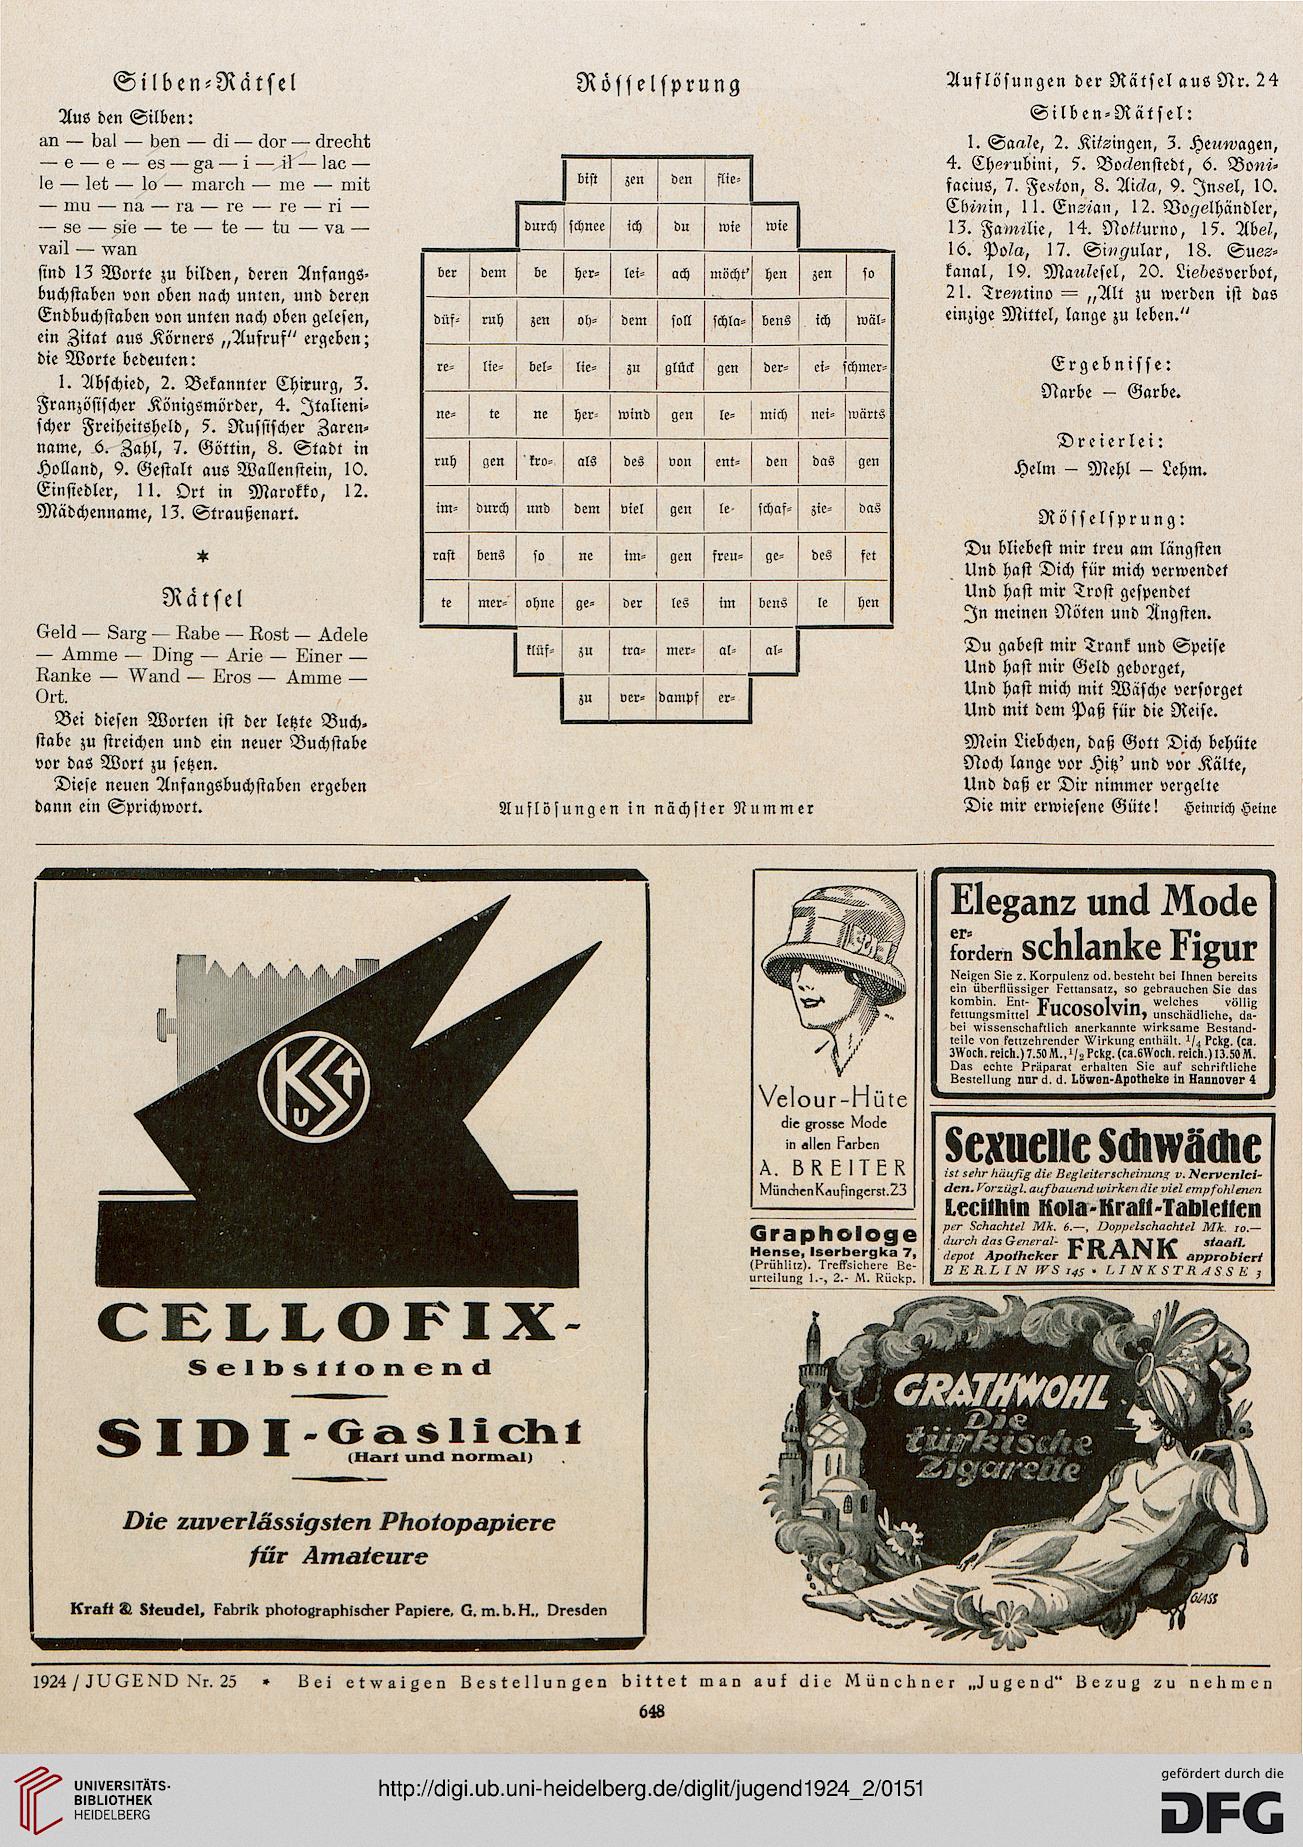 Silben-Rätsel
Aus den Silben:
an — bal — ben — di — dor — drecht
— e — e — es — ga — i — il — lac —
le — let — lo — march — me — mit
— mu — na — ra — re — re — ri —
— se — sie — te — te — tu — va —
vail — wan
sind 13 Worte zu bilden, deren Anfangs-
buchstaben von oben nach unten, und deren
Endbuchstaben von unten nach oben gelesen,
ein Zitat aus Körners „Aufruf“ ergeben;
die Worte bedeuten:
1. Abschied, 2. Bekannter Chirurg, 3.
Französischer Königsmörder, 4. Italieni-
scher Freiheitsheld, 5. Russischer Zaren-
name, 6. Zahl, 7. Göttin, 8. Stadt in
Holland, 9. Gestalt aus Wallenstein, 10.
Einsiedler, 11. Ort in Marokko, 12.
Mädchenname, 13. Straußenart.
*
Rätsel
Geld — Sarg — Rabe — Rost — Adele
— Amme — Ding — Arie — Einer —
Ranke — Wand — Eros — Amme —
Ort.
Bei diesen Worten ist der letzte Buch-
stabe zu streichen und ein neuer Buchstabe
vor das Wort zu setzen.
Diese neuen Anfangsbuchstaben ergeben
dann ein Sprichwort.
Rösselsprung
bist zen den flie-
durch schnee ich du wie wie
ber dem be her- lei- ach möcht' hen zen so
düf- ruh zen oh- dem soll schla- bens ich wäl-
re- lie- bel- lie- zu glück gen der- ei- schmer-
ne- te ne her- wind gen le- mich nei- wärts
ruh gen kro- als des von ent- den das gen
im- durch und dem viel gen le- schaf- zie- das
rast bens so ne im- gen freu- ge- des fet
te mer- ohne ge- der les im bens le hen
klüf- zu tra- mer- al- al-
zu ver- dampf er-
Auflösungen in nächster Nummer
Auflösungen der Rätsel aus Nr. 24
Silben-Rätsel:
1. Saale, 2. Kitzingen, 3. Heuwagen,
4. Cherubini, 5. Bodenstedt, 6. Boni-
facius, 7. Feston, 8. Aida, 9. Insel, 10.
Chinin, 11. Enzian, 12. Vogelhändler,
13. Familie, 14. Notturno, 15. Abel,
16. Pola, 17. Singular, 18. Suez-
kanal, 19. Maulesel, 20. Liebesverbot,
21. Trentino = „Alt zu werden ist das
einzige Mittel, lange zu leben.“
Ergebnisse:
Narbe — Garbe.
Dreierlei:
Helm — Mehl — Lehm.
Rösselsprung:
Du bliebest mir treu am längsten
Und hast Dich für mich verwendet
Und hast mir Trost gespendet
In meinen Nöten und Ängsten.
Du gabest mir Trank und Speise
Und hast mir Geld geborget,
Und hast mich mit Wäsche versorget
Und mit dem Paß für die Reise.
Mein Liebchen, daß Gott Dich behüte
Noch lange vor Hitz' und vor Kälte,
Und daß er Dir nimmer vergelte
Die mir erwiesene Güte! Heinrich Heine
K u St
CELLOFIX-
Selbsttonend
SIDI-Gaslicht
(Hart und normal)
Die zuverlässigsten Photopapiere
für Amateure
Kraft & Steudel, Fabrik photographischer Papiere, G. m. b. H., Dresden
Velour-Hüte
die grosse Mode
in allen Farben
A. BREITER
München Kaufingerst. 23
Graphologe
Hense, Iserbergka 7,
(Prühlitz). Treffsichere Be-
urteilung 1.-, 2.- M. Rückp.
Eleganz und Mode
er-
fordern schlanke Figur
Neigen Sie z. Korpulenz od. besteht bei Ihnen bereits
ein überflüssiger Fettansatz, so gebrauchen Sie das
kombin. Ent-
fettungsmittel Fucosolvin, welches völlig
unschädliche, da-
bei wissenschaftlich anerkannte wirksame Bestand-
teile von fettzehrender Wirkung enthält. 1/4 Pckg. (ca.
3 Woch. reich.) 7.50 M., 1/2 Pckg. (ca. 6 Woch. reich.) 13.50 M.
Das echte Präparat erhalten Sie auf schriftliche
Bestellung nur d. d. Löwen-Apotheke in Hannover 4
Sexuelle Schwäche
ist sehr häufig die Begleiterscheinung v. Nervenlei-
den. Vorzügl. aufbauend wirken die viel empfohlenen
Lecithin Kola-Kraft-Tabletten
per Schachtel Mk. 6.—, Doppelschachtel Mk. 10.—
durch das General-
depot Apotheker FRANK staatl.
approbiert
BERLIN WS 145 • LINKSTRASSE 3
GRATHWOHL
Die
türkische
Zigarette
GLASS
1924 / JUGEND Nr. 25 * Bei etwaigen Bestellungen bittet man auf die Münchner „Jugend“ Bezug zu nehmen
648
UNIVERSITÄTS-
BIBLIOTHEK
HEIDELBERG
http://digi.ub.uni-heidelberg.de/diglit/jugend1924_2/0151
gefördert durch die
DFG